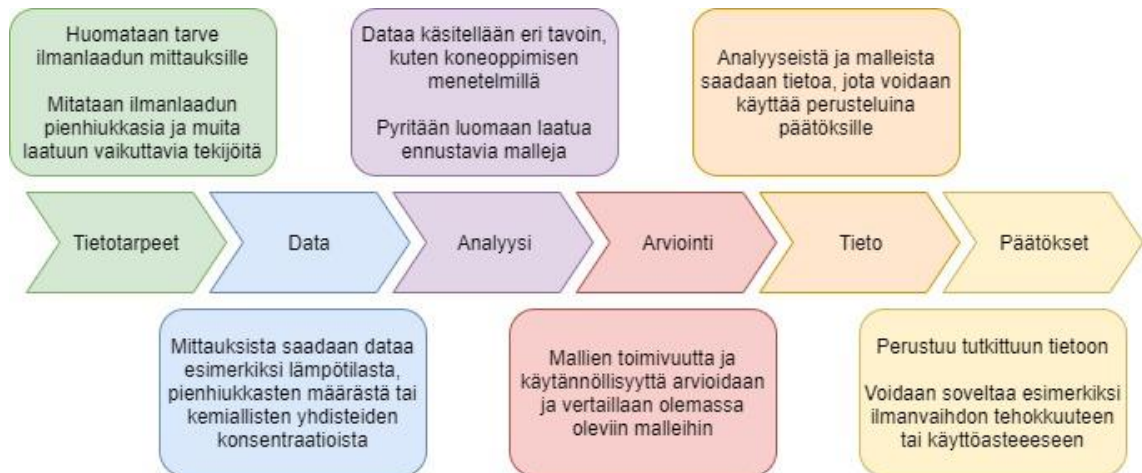 Huomataan tarve
ilmanlaadun mittauksille
Mitataan ilmanlaadun
pienhiukkasia ja muita
laatuun vaikuttavia tekijöitä
Dataa käsitellään eri tavoin,
kuten koneoppimisen
menetelmillä
Pyritään luomaan laatua
ennustavia malleja
Analyyseistä ja malleista
saadaan tietoa, jota voidaan
käyttää perusteluina
päätöksille
Tietotarpeet
Data
Analyysi
Arviointi
Tieto
Päätökset
Mittauksista saadaan dataa
esimerkiksi lämpötilasta,
pienhiukkasten määrästä tai
kemiallisten yhdisteiden
konsentraatioista
Mallien toimivuutta ja
käytännöllisyyttä arvioidaan
ja vertaillaan olemassa
oleviin malleihin
Perustuu tutkittuun tietoon
Voidaan soveltaa esimerkiksi
ilmanvaihdon tehokkuuteen
tai käyttöasteeeseen